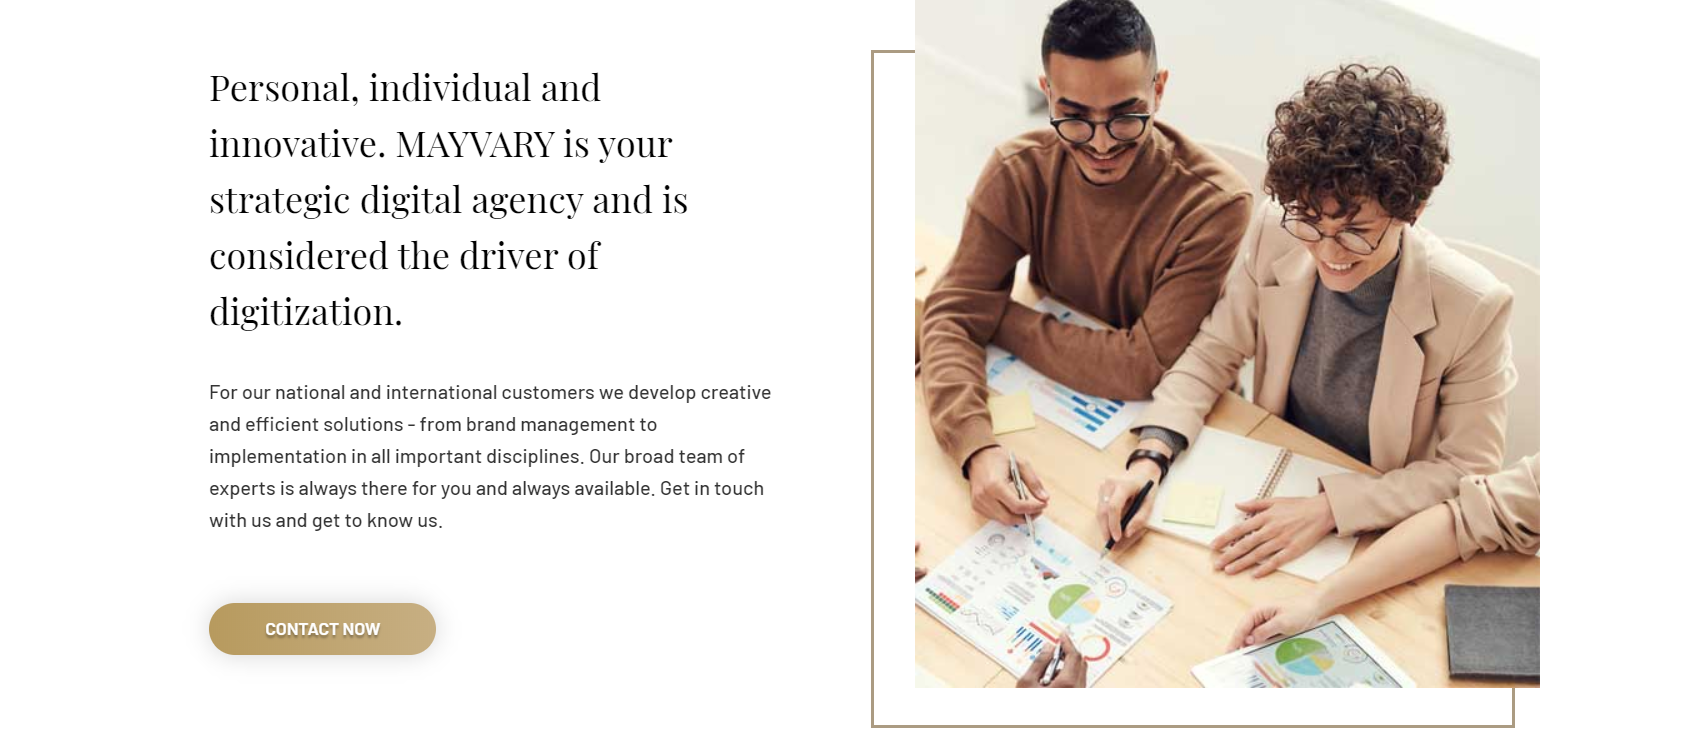 Personal, individual and
innovative. MAYVARY is your
strategic digital agency and is
considered the driver of
digitization.
For our national and international customers we develop creative
and efficient solutions - from brand management to
implementation in all important disciplines. Our broad team of
experts is always there for you and always available. Get in touch
with us and get to know us.
CONTACT NOW